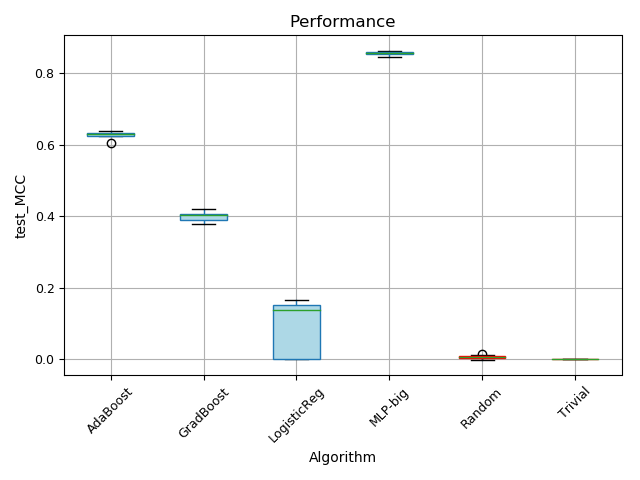 Performance
test_MCC
0.8
0.6
0.4
0.2
0.0
AdaBoost
GradBoost
LogisticReg
MLP-big
Random
Trivial
Algorithm